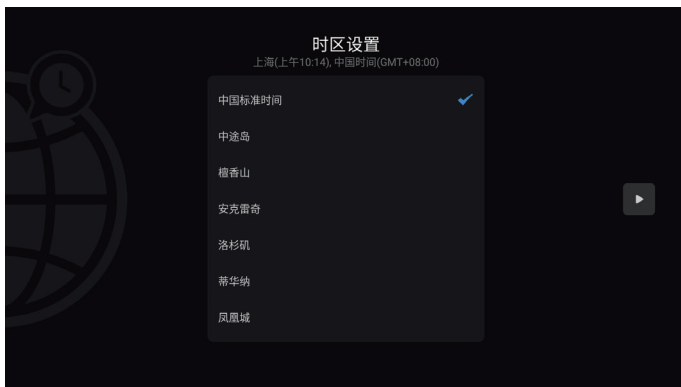 时区设置
上海(上午10:14), 中国时间(GMT+08:00)
中国标准时间
中途岛
檀香山
安克雷奇
洛杉矶
蒂华纳
凤凰城